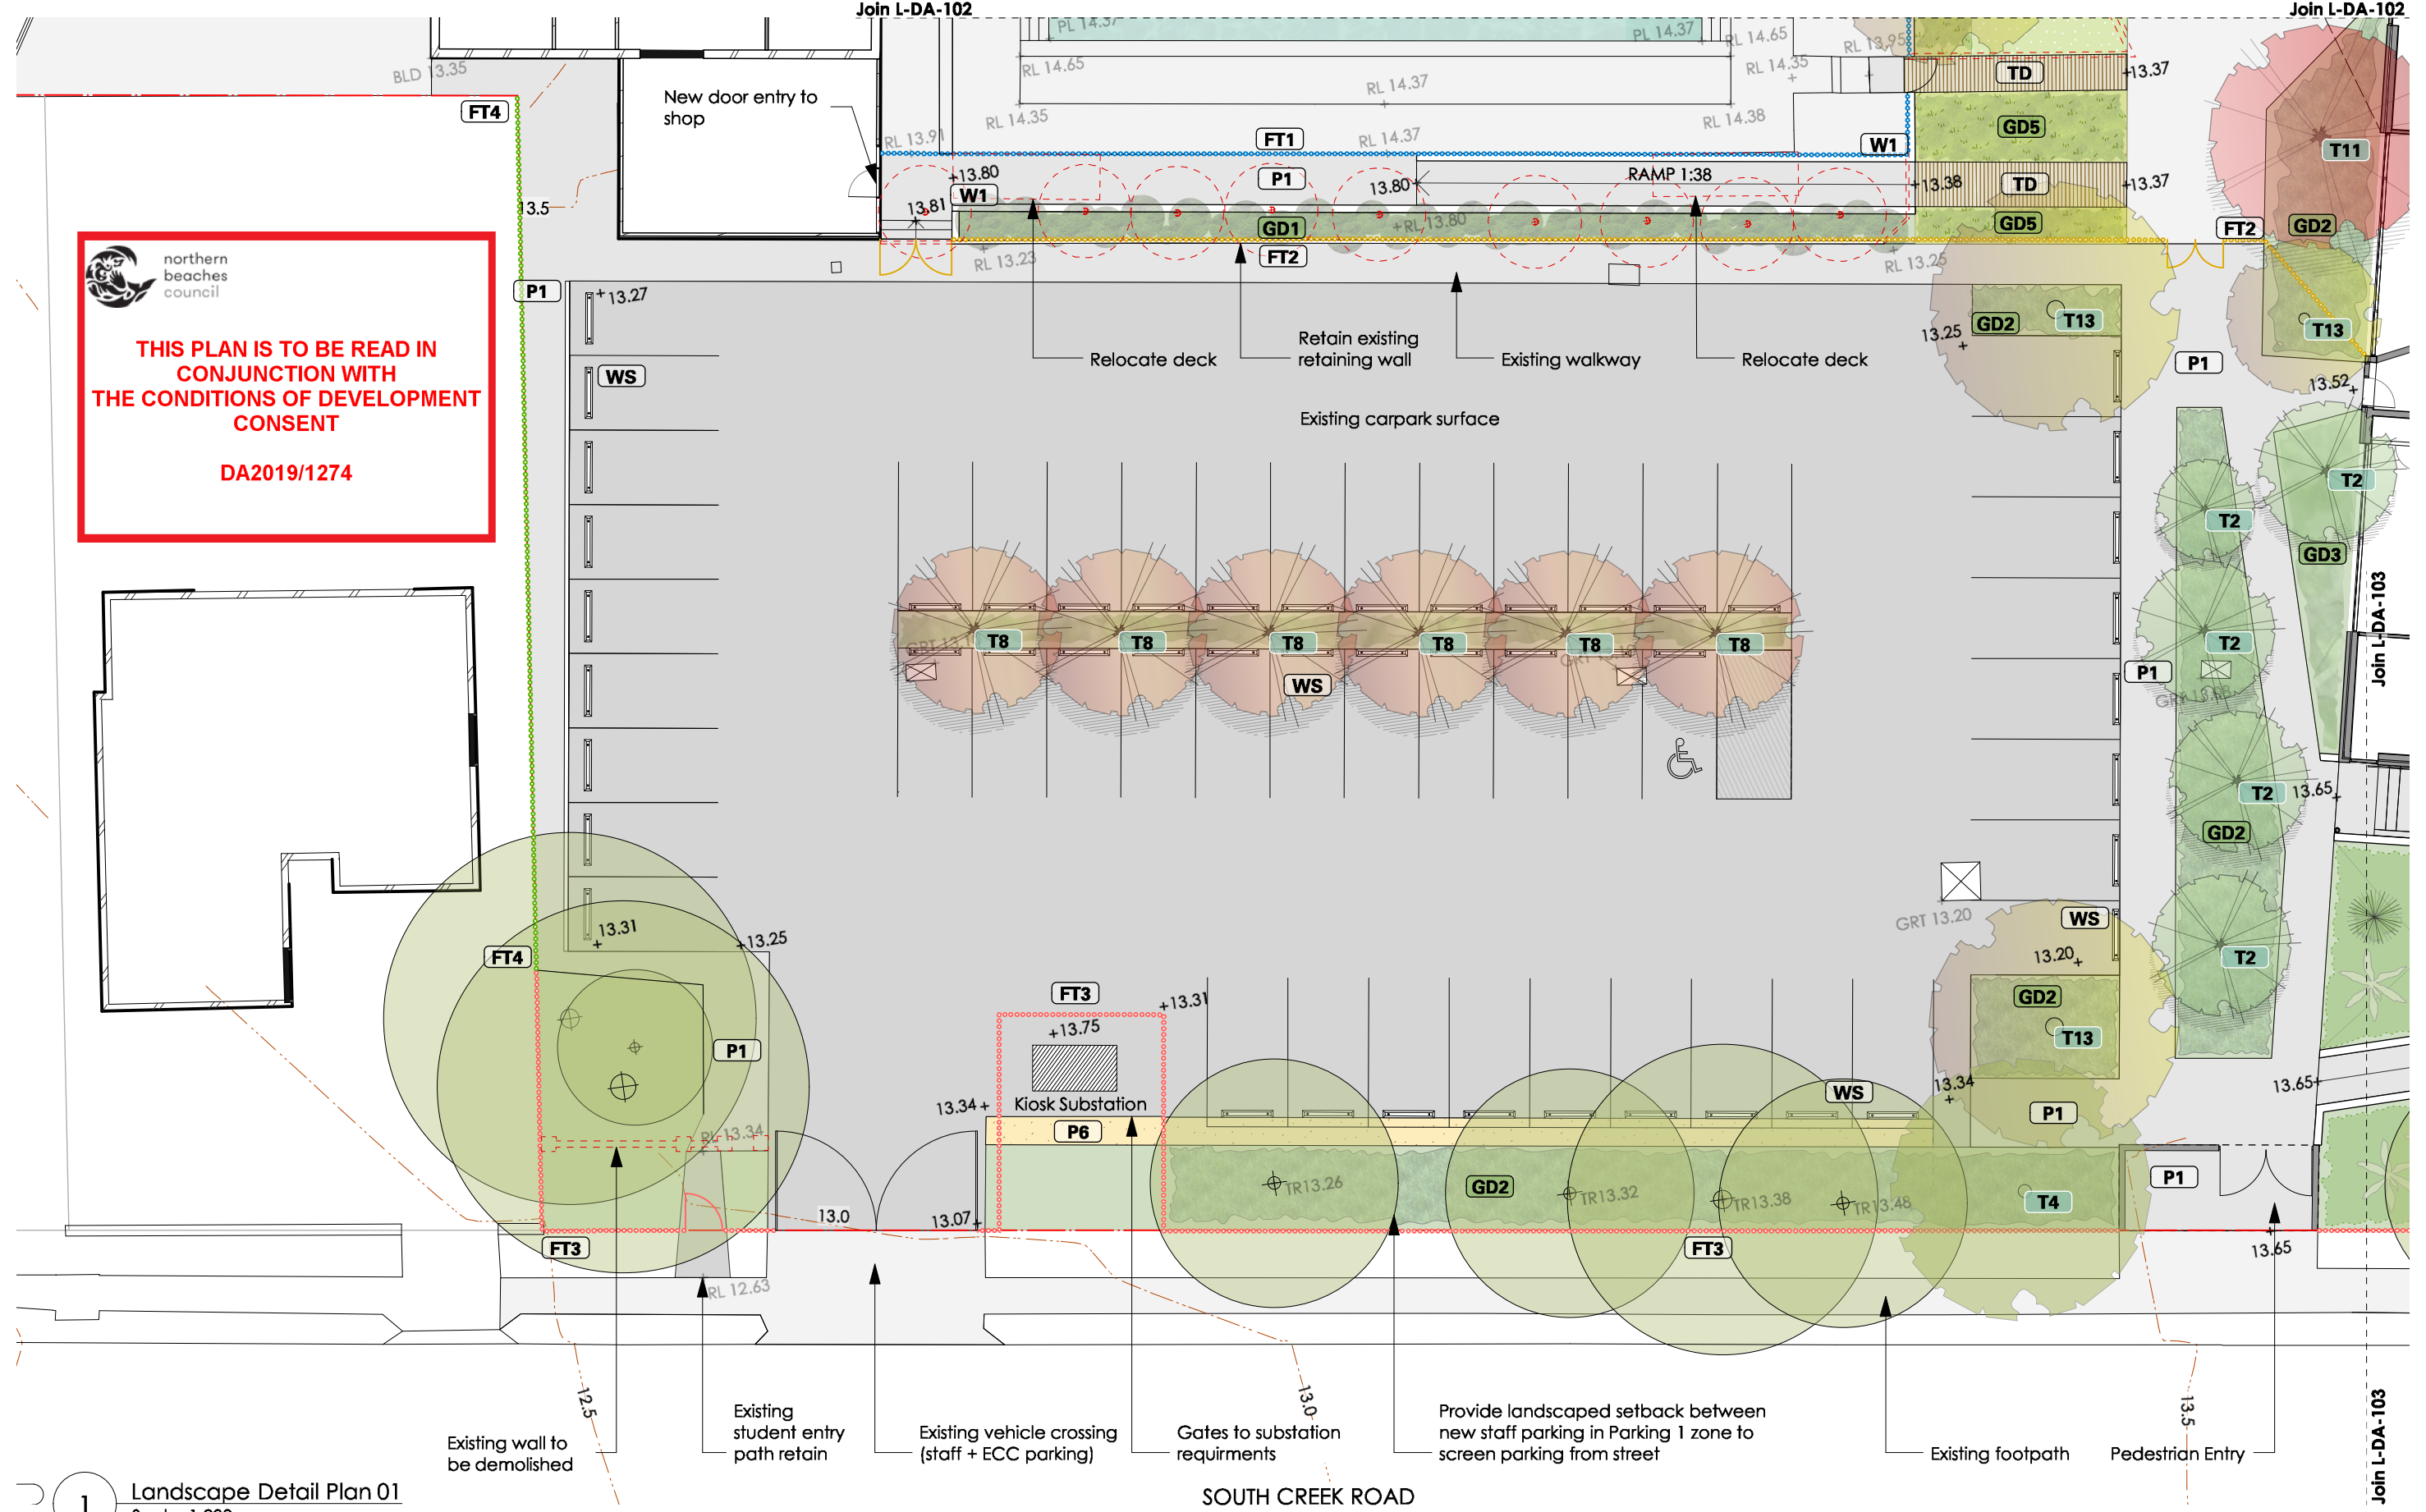 Join L-DA-102
Join L-DA-102
PL 14.37
PL 14.37
RL 14.65
RL 13.95
BLD 13.35
RL 14.65
RL 14.35
TD
+13.37
RL 14.37
New door entry to
shop
FT4
RL 14.35
RL 14.38
GD5
RL 13.91
FT1
RL 14.37
W1
T11
+13.80
P1
13.80
RAMP 1:38
+13.38
TD
+13.37
W1
13.5
13.81
GD1
+RL 13.80
GD5
FT2
GD2
RL 13.23
FT2
RL 13.25
northern
beaches
council
P1
+13.27
THIS PLAN IS TO BE READ IN
CONJUNCTION WITH
THE CONDITIONS OF DEVELOPMENT
CONSENT
DA2019/1274
GD2
T13
T13
13.25
Relocate deck
Retain existing
retaining wall
Existing walkway
Relocate deck
P1
WS
13.52
Existing carpark surface
T2
T2
GD3
Join L-DA-103
T8
T8
T8
T8
T8
T8
T2
WS
P1
T2
13.65
GD2
13.31
+13.25
GRT 13.20
WS
FT4
13.20
T2
FT3
+13.31
GD2
+13.75
T13
P1
Kiosk Substation
13.34
WS
13.34
13.65
P1
RL 13.34
P6
TR13.26
GD2
TR13.32
TR13.38
TR13.48
T4
P1
13.0
13.07
FT3
FT3
13.65
RL 12.63
12.5
13.0
13.5
Join L-DA-103
Existing wall to
be demolished
Existing
student entry
path retain
Existing vehicle crossing
(staff + ECC parking)
Gates to substation
requirments
Provide landscaped setback between
new staff parking in Parking 1 zone to
screen parking from street
Existing footpath
Pedestrian Entry
1
Landscape Detail Plan 01
SOUTH CREEK ROAD